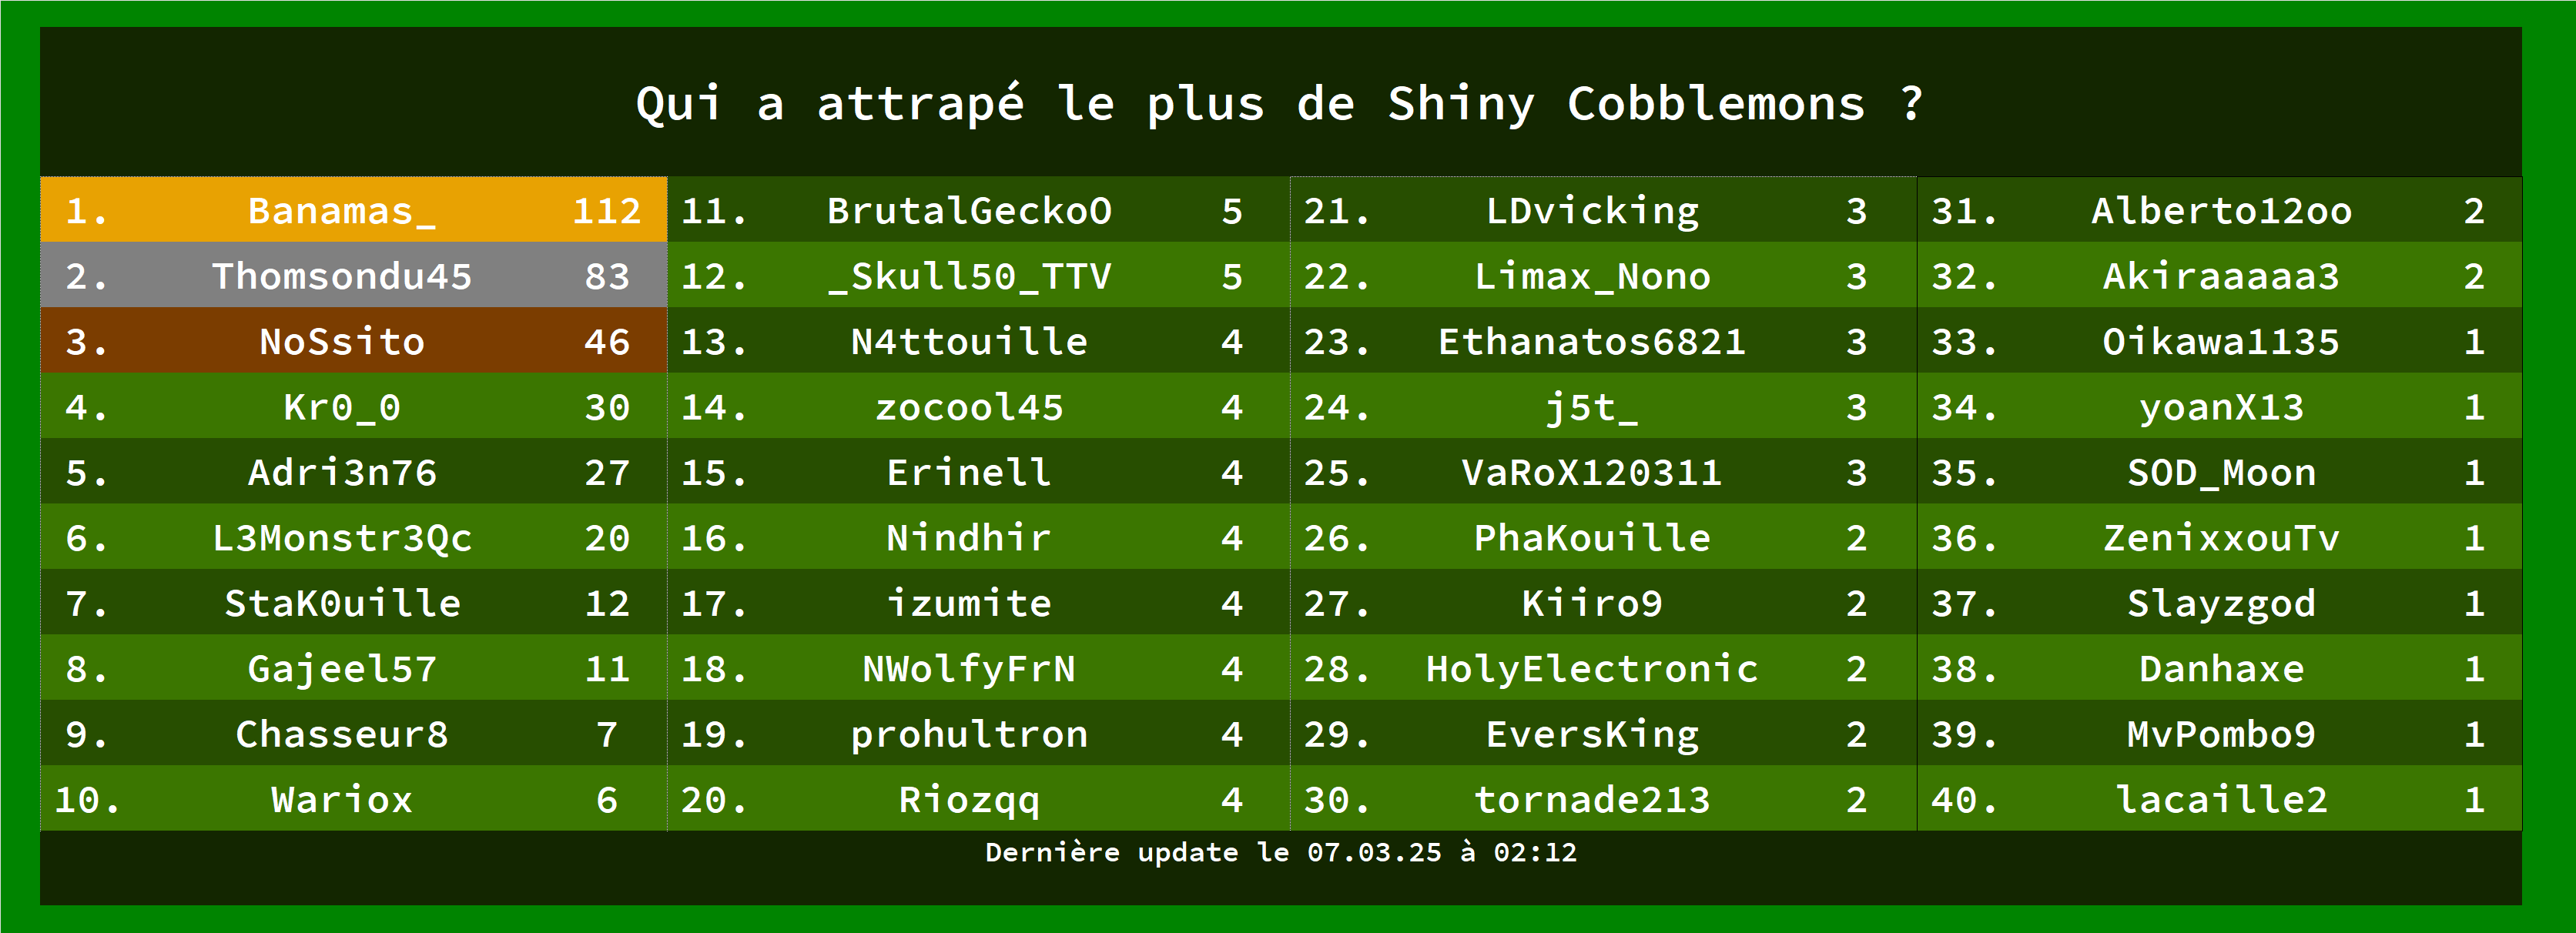 Qui a attrapé le plus de Shiny Cobblemons ?
1. Banamas_ 112
2. Thomsondu45 83
3. NoSsito 46
4. Kr0_0 30
5. Adri3n76 27
6. L3Monstr3Qc 20
7. StaK0uille 12
8. Gajeel57 11
9. Chasseur8 7
10. Wariox 6
11. BrutalGeckoO 5
12. _Skull50_TTV 5
13. N4ttouille 4
14. zocool45 4
15. Erinell 4
16. Nindhir 4
17. izumite 4
18. NWolfyFrN 4
19. prohultron 4
20. Riozqq 4
21. LDvicking 3
22. Limax_Nono 3
23. Ethanatos6821 3
24. j5t_ 3
25. VaRoX120311 3
26. PhaKouille 2
27. Kiiro9 2
28. HolyElectronic 2
29. EversKing 2
30. tornade213 2
31. Alberto12oo 2
32. Akiraaaaa3 2
33. Oikawa1135 1
34. yoanX13 1
35. SOD_Moon 1
36. ZenixxouTv 1
37. Slayzgod 1
38. Danhaxe 1
39. MvPombo9 1
40. lacaille2 1
Dernière update le 07.03.25 à 02:12